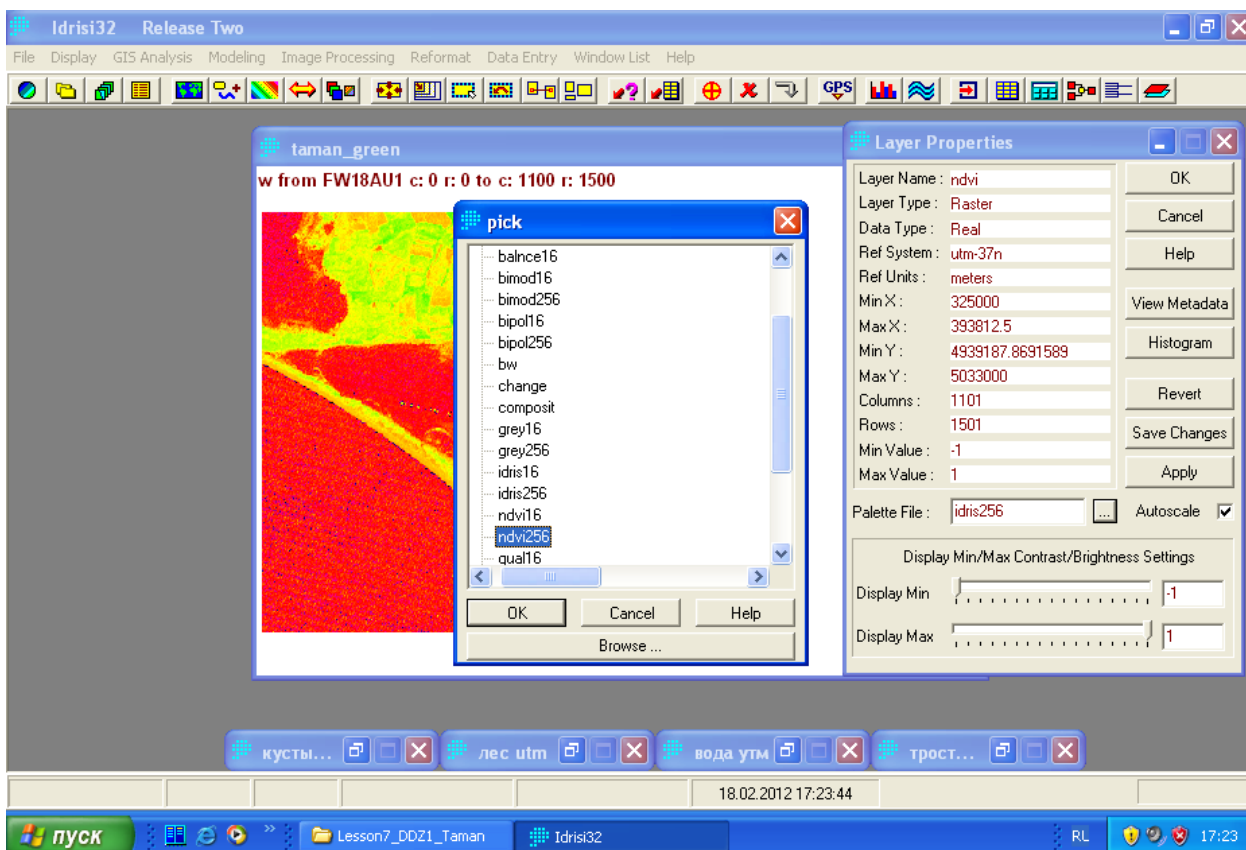 Idrisi32 Release Two
File Display GIS Analysis Modeling Image Processing Reformat Data Entry Window List Help
GPS
taman_green
w from FW18AU1 c: 0 r: 0 to c: 1100 r: 1500
pick
balnce16
bimod16
bimod256
bipol16
bipol256
bw
change
composit
grey16
grey256
idris16
idris256
ndvi16
ndvi256
qual16
OK Cancel Help
Browse ...
Layer Properties
Layer Name : ndvi OK
Layer Type : Raster
Data Type : Real Cancel
Ref System : utm-37n Help
Ref Units : meters
Min X : 325000 View Metadata
Max X : 393812.5
Min Y : 4939187.8691589 Histogram
Max Y : 5033000
Columns : 1101 Revert
Rows : 1501 Save Changes
Min Value : -1
Max Value : 1 Apply
Palette File : idris256 ... Autoscale
Display Min/Max Contrast/Brightness Settings
Display Min -1
Display Max 1
кусты... лес utm вода утм трост...
18.02.2012 17:23:44
пуск Lesson7_DDZ1_Taman Idrisi32 RL 17:23